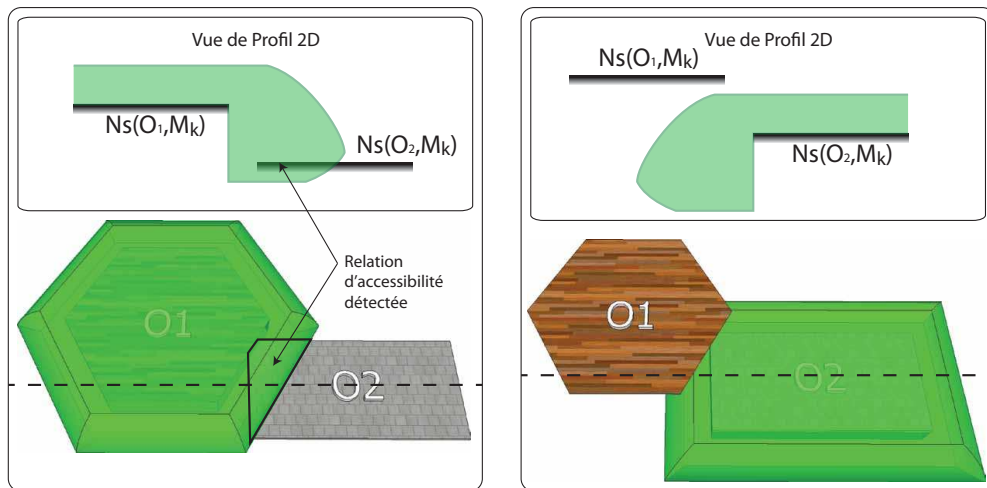 Vue de Profil 2D
Ns(O₁,Mk)
Ns(O₂,Mk)
Relation
d'accessibilité
détectée
O1
O2
Vue de Profil 2D
Ns(O₁,Mk)
Ns(O₂,Mk)
O1
O2